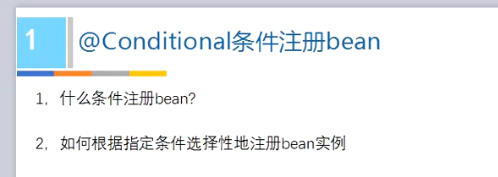 1
@Conditional条件注册bean
1，什么条件注册bean?
2，如何根据指定条件选择性地注册bean实例